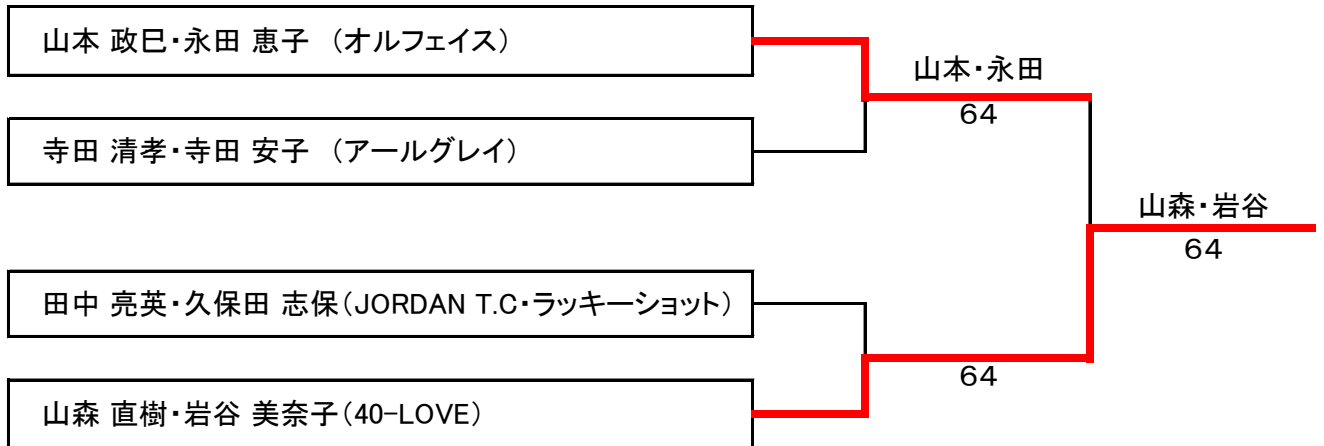 山本 政巳・永田 恵子 （オルフェイス）
山本・永田
６４
寺田 清孝・寺田 安子 （アールグレイ）
山森・岩谷
６４
田中 亮英・久保田 志保（JORDAN T.C・ラッキーショット）
６４
山森 直樹・岩谷 美奈子（40-LOVE）